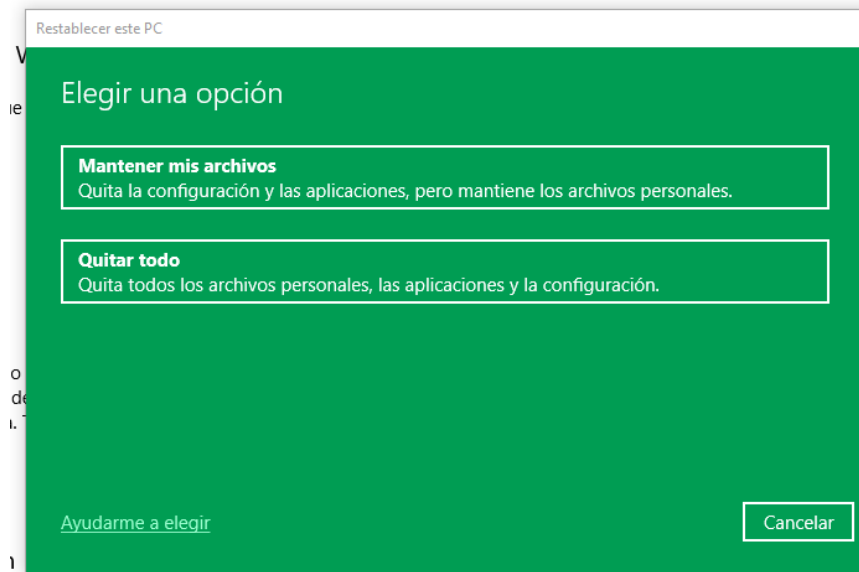 Restablecer este PC
Elegir una opción
Mantener mis archivos
Quita la configuración y las aplicaciones, pero mantiene los archivos personales.
Quitar todo
Quita todos los archivos personales, las aplicaciones y la configuración.
Ayudarme a elegir
Cancelar